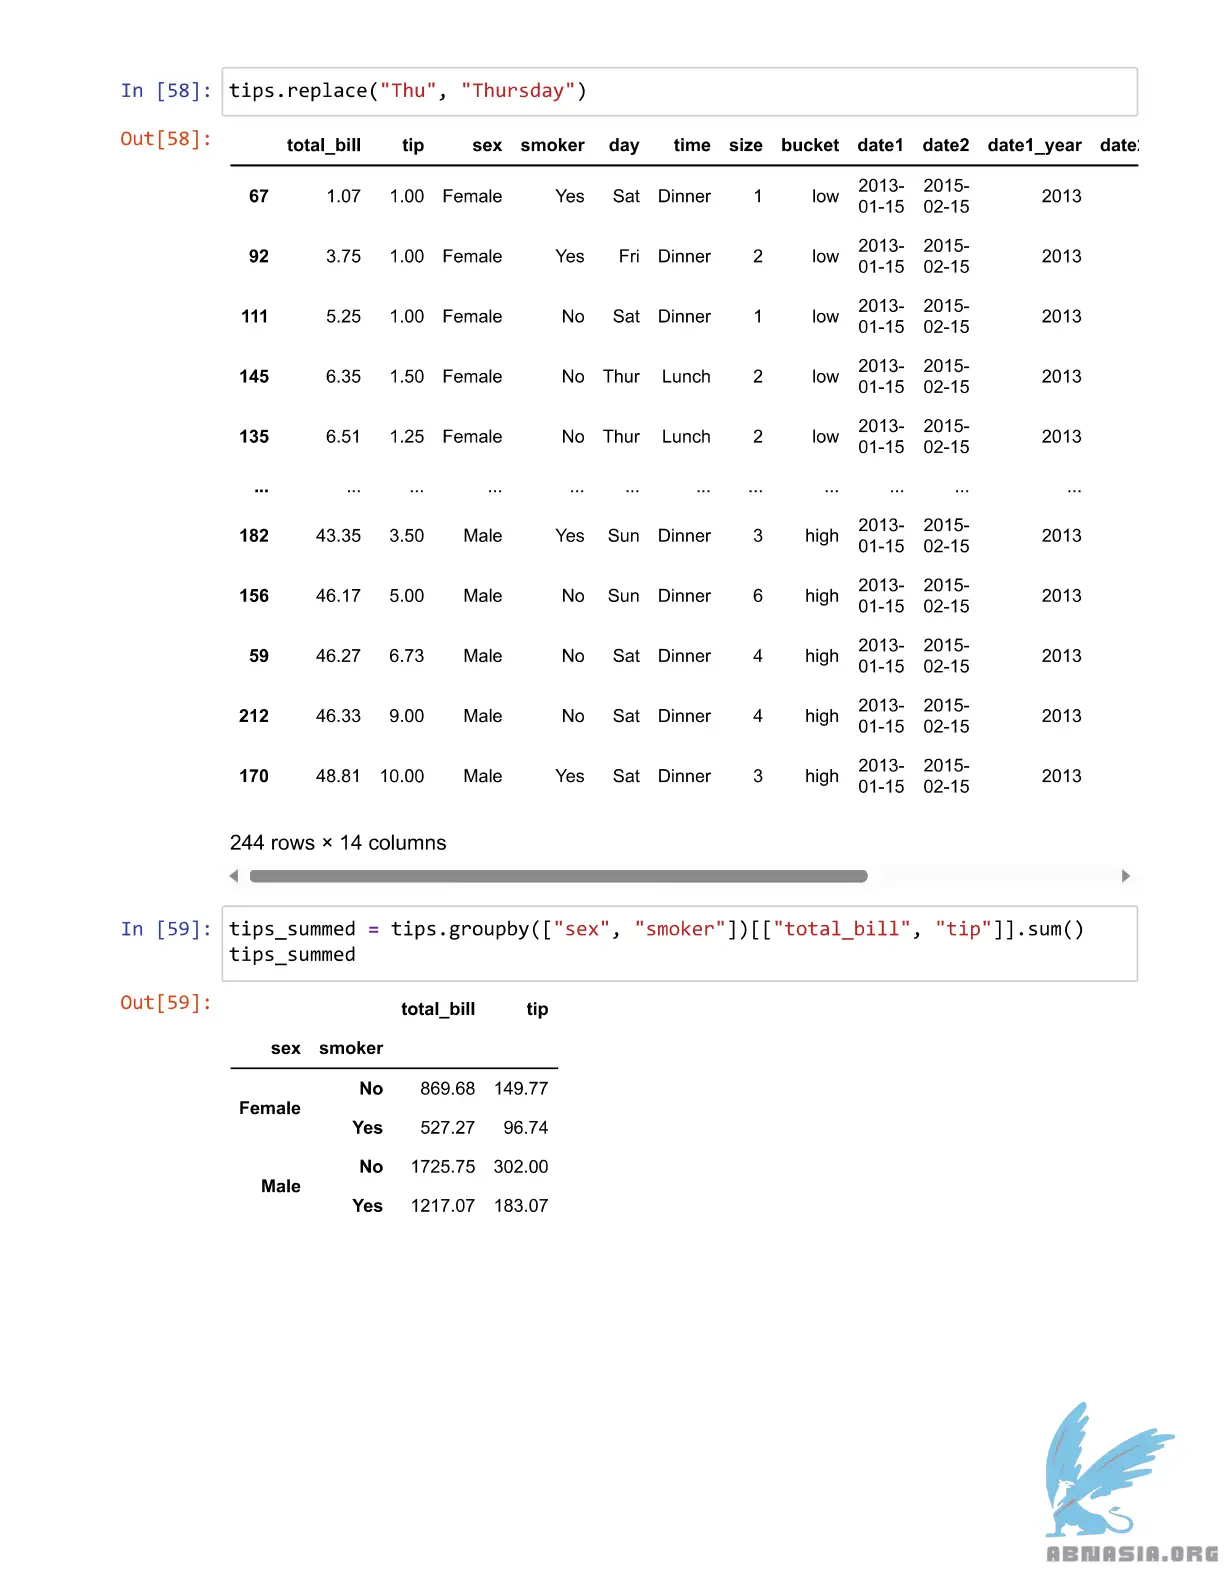 In [58]: tips.replace("Thu", "Thursday")
Out[58]:
total_bill tip sex smoker day time size bucket date1 date2 date1_year date
67 1.07 1.00 Female Yes Sat Dinner 1 low 2013-01-15 2015-02-15 2013
92 3.75 1.00 Female Yes Fri Dinner 2 low 2013-01-15 2015-02-15 2013
111 5.25 1.00 Female No Sat Dinner 1 low 2013-01-15 2015-02-15 2013
145 6.35 1.50 Female No Thur Lunch 2 low 2013-01-15 2015-02-15 2013
135 6.51 1.25 Female No Thur Lunch 2 low 2013-01-15 2015-02-15 2013
... ... ... ... ... ... ... ... ... ... ... ...
182 43.35 3.50 Male Yes Sun Dinner 3 high 2013-01-15 2015-02-15 2013
156 46.17 5.00 Male No Sun Dinner 6 high 2013-01-15 2015-02-15 2013
59 46.27 6.73 Male No Sat Dinner 4 high 2013-01-15 2015-02-15 2013
212 46.33 9.00 Male No Sat Dinner 4 high 2013-01-15 2015-02-15 2013
170 48.81 10.00 Male Yes Sat Dinner 3 high 2013-01-15 2015-02-15 2013
244 rows × 14 columns
In [59]: tips_summed = tips.groupby(["sex", "smoker"])[["total_bill", "tip"]].sum()
tips_summed
Out[59]:
total_bill tip
sex smoker
Female No 869.68 149.77
Yes 527.27 96.74
Male No 1725.75 302.00
Yes 1217.07 183.07
ABNASIA.ORG